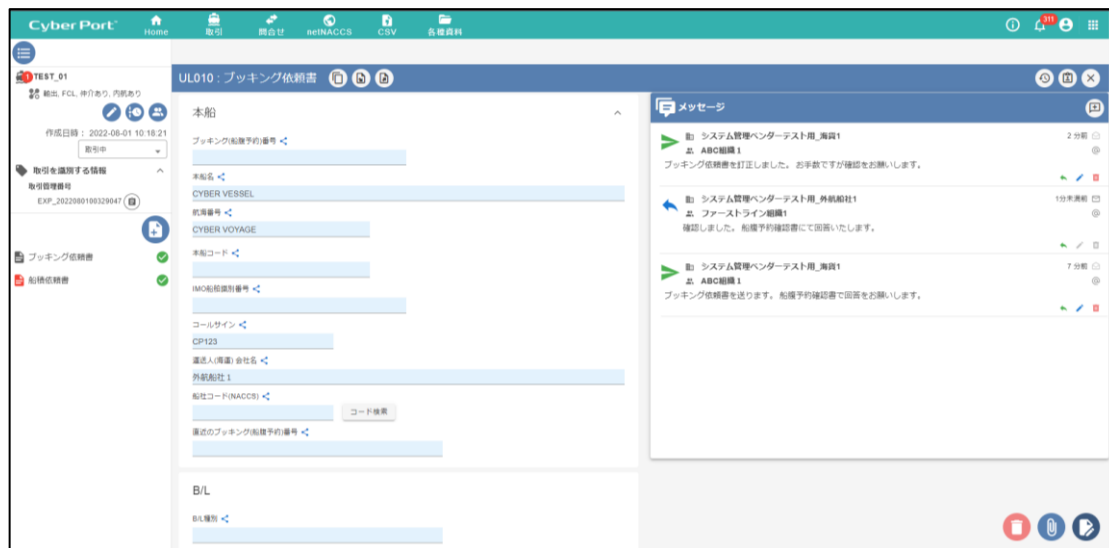 Cyber Port
Home
取引
問合せ
netNACCS
CSV
各種資料
311
1
TEST_01
輸出, FCL, 仲介あり, 内航あり
作成日時： 2022-08-01 10:18:21
取引中
取引を識別する情報
取引管理番号
EXP_2022080100329047
ブッキング依頼書
船積依頼書
UL010 : ブッキング依頼書
本船
ブッキング(船腹予約)番号
本船名
CYBER VESSEL
航海番号
CYBER VOYAGE
本船コード
IMO船舶識別番号
コールサイン
CP123
運送人(海運) 会社名
外航船社１
船社コード(NACCS)
コード検索
直近のブッキング(船腹予約)番号
B/L
B/L種別
メッセージ
システム管理ベンダーテスト用_海貨1
2 分前
ABC組織 1
ブッキング依頼書を訂正しました。 お手数ですが確認をお願いします。
システム管理ベンダーテスト用_外航船社1
1分未満前
ファーストライン組織1
確認しました。 船腹予約確認書にて回答いたします。
システム管理ベンダーテスト用_海貨1
7 分前
ABC組織 1
ブッキング依頼書を送ります。 船腹予約確認書で回答をお願いします。